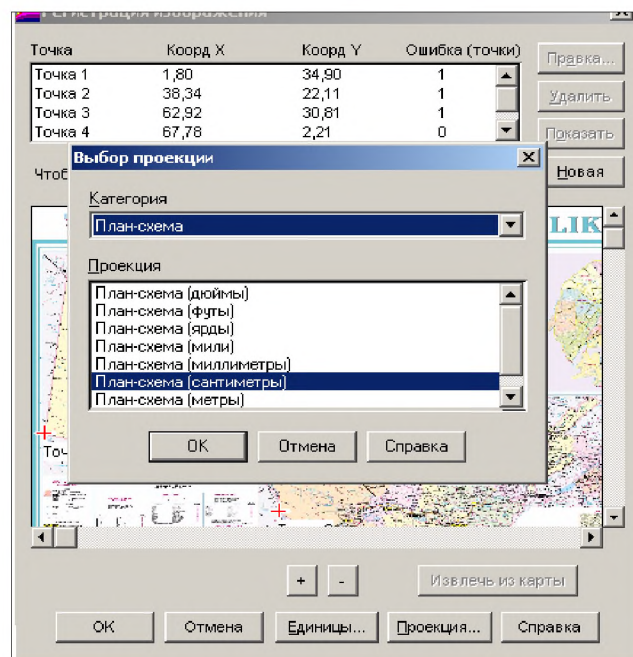 Регистрация изображения
Точка Коорд X Коорд Y Ошибка (точки)
Точка 1 1,80 34,90 1
Точка 2 38,34 22,11 1
Точка 3 62,92 30,81 1
Точка 4 67,78 2,21 0
Правка...
Удалить
Показать
Новая
Чтоб
Выбор проекции
Категория
План-схема
Проекция
План-схема (дюймы)
План-схема (футы)
План-схема (ярды)
План-схема (мили)
План-схема (миллиметры)
План-схема (сантиметры)
План-схема (метры)
OK Отмена Справка
LIK
Точ
+ -
Извлечь из карты
OK Отмена Единицы... Проекция... Справка